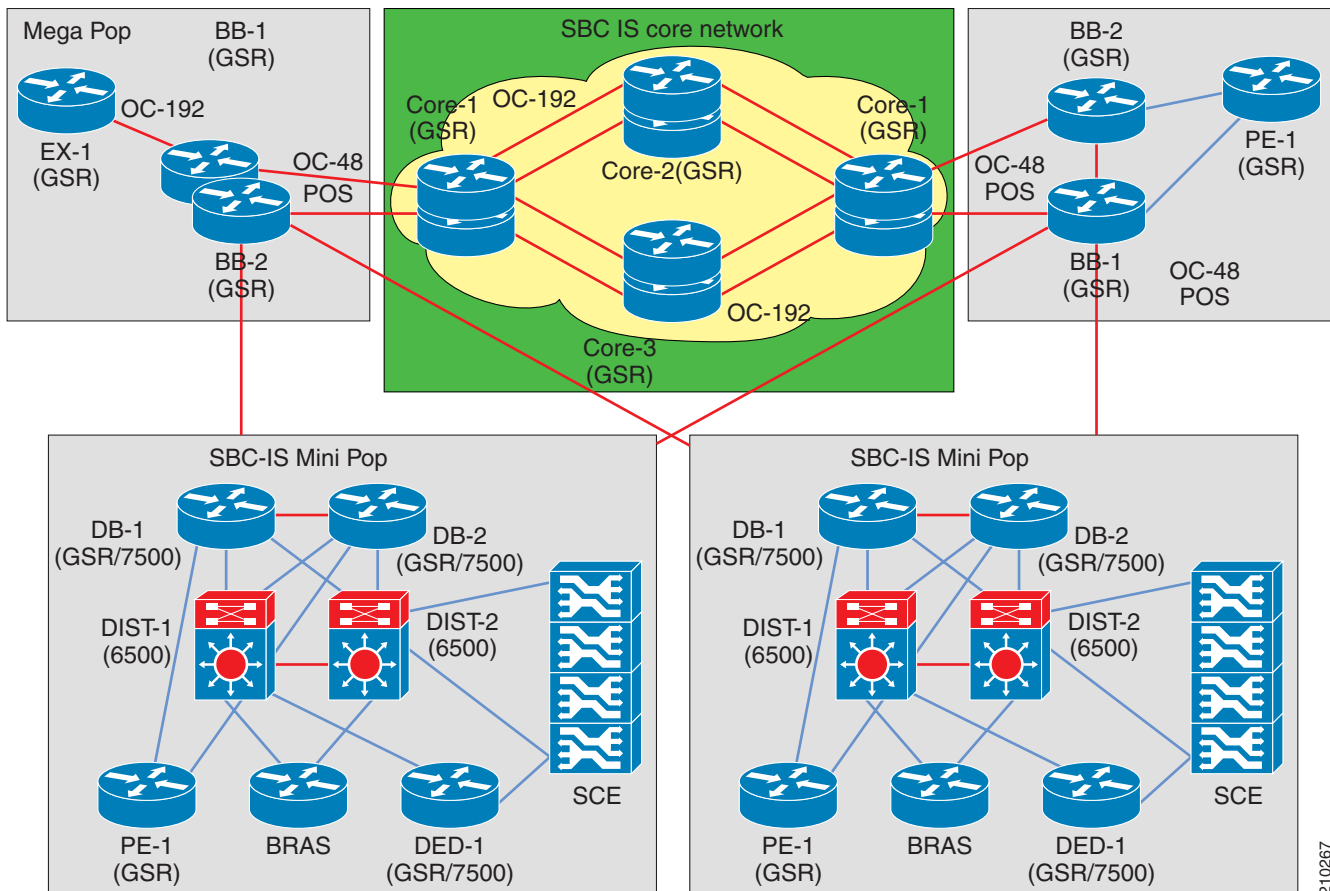 Mega Pop
BB-1
(GSR)
OC-192
EX-1
(GSR)
OC-48
POS
BB-2
(GSR)
SBC IS core network
Core-1
(GSR)
OC-192
Core-2(GSR)
Core-1
(GSR)
OC-192
Core-3
(GSR)
BB-2
(GSR)
PE-1
(GSR)
OC-48
POS
BB-1
(GSR)
OC-48
POS
SBC-IS Mini Pop
DB-1
(GSR/7500)
DB-2
(GSR/7500)
DIST-1
(6500)
DIST-2
(6500)
SCE
PE-1
(GSR)
BRAS
DED-1
(GSR/7500)
SBC-IS Mini Pop
DB-1
(GSR/7500)
DB-2
(GSR/7500)
DIST-1
(6500)
DIST-2
(6500)
SCE
PE-1
(GSR)
BRAS
DED-1
(GSR/7500)
210267